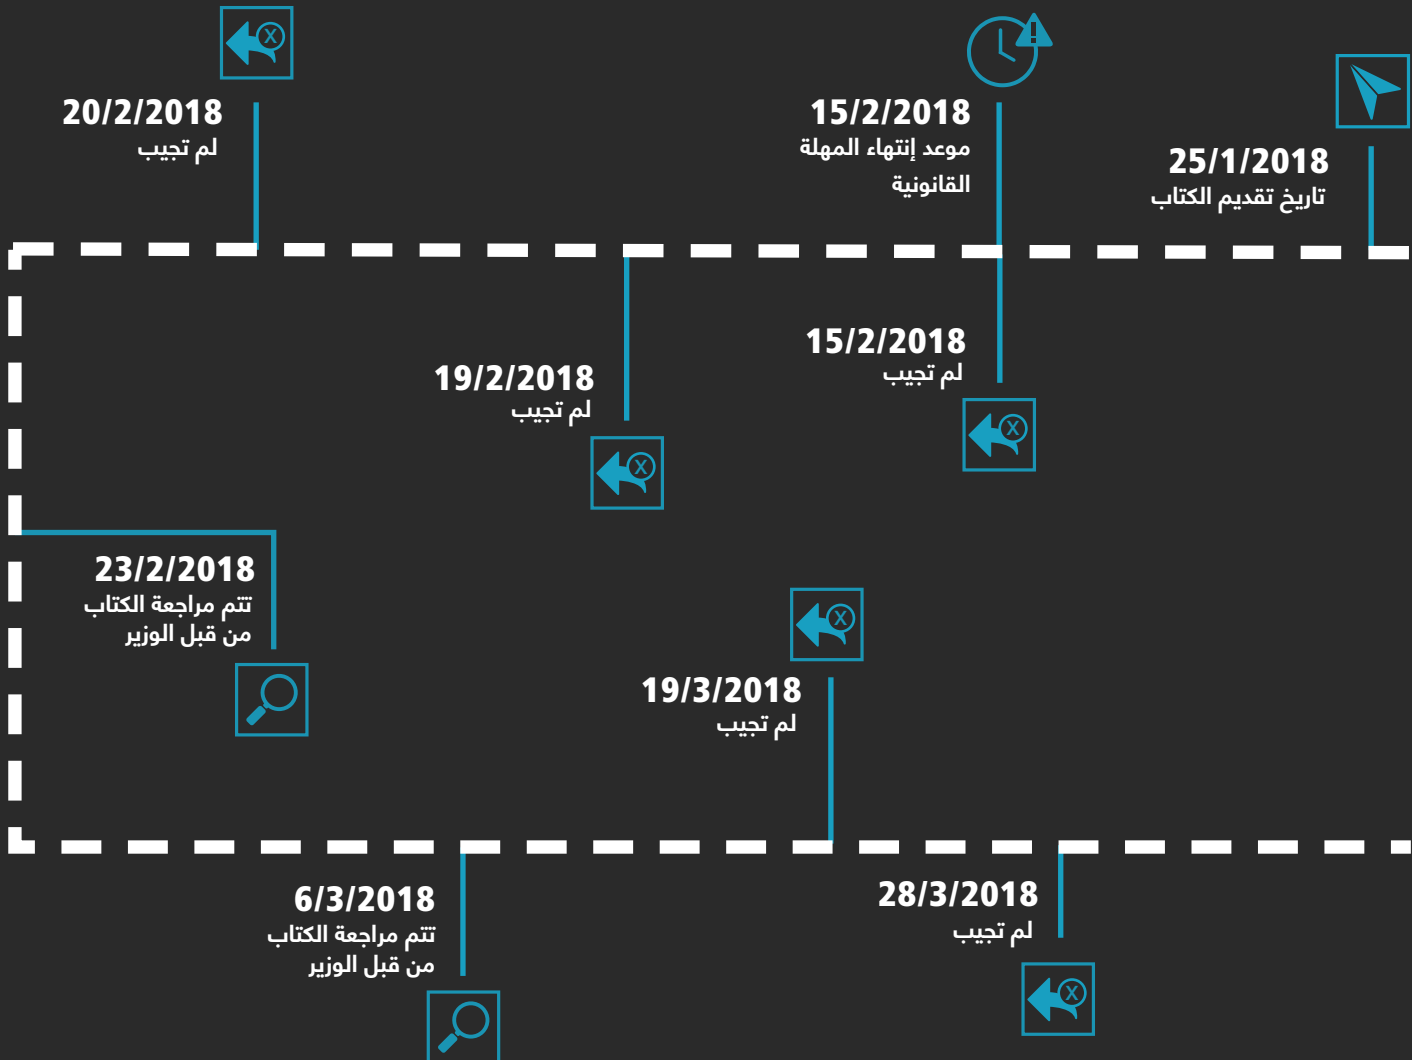 25/1/2018
تاريخ تقديم الكتاب
15/2/2018
موعد إنتهاء المهلة
القانونية
15/2/2018
لم تجيب
19/2/2018
لم تجيب
20/2/2018
لم تجيب
23/2/2018
تتم مراجعة الكتاب
من قبل الوزير
6/3/2018
تتم مراجعة الكتاب
من قبل الوزير
19/3/2018
لم تجيب
28/3/2018
لم تجيب